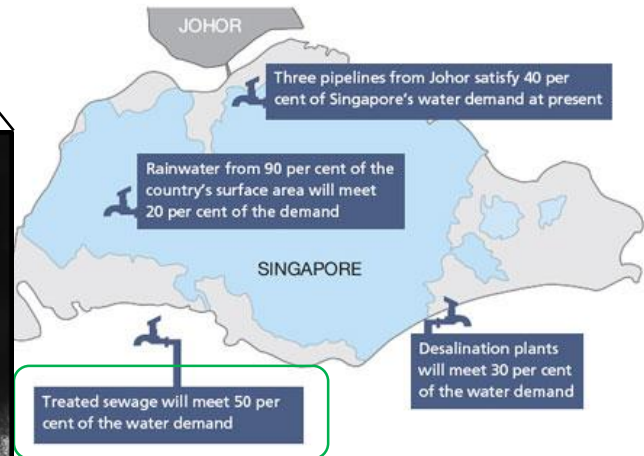 JOHOR
Three pipelines from Johor satisfy 40 per
cent of Singapore's water demand at present
Rainwater from 90 per cent of the
country's surface area will meet
20 per cent of the demand
SINGAPORE
Desalination plants
will meet 30 per cent
of the water demand
Treated sewage will meet 50 per
cent of the water demand